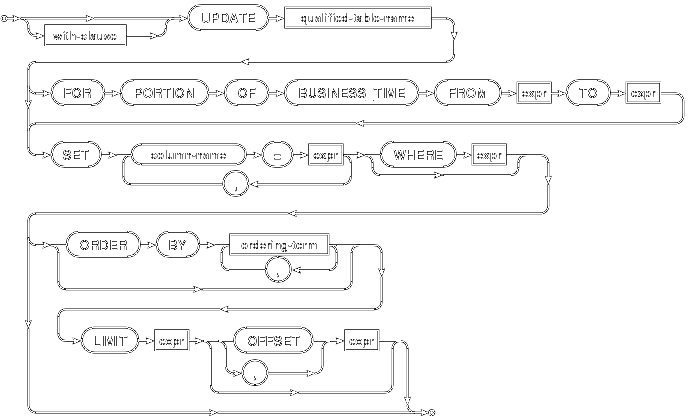 UPDATE qualified-table-name
with-clause
FOR PORTION OF BUSINESS_TIME FROM expr TO expr
SET column-name = expr WHERE expr
,
ORDER BY ordering-term
,
LIMIT expr OFFSET expr
,